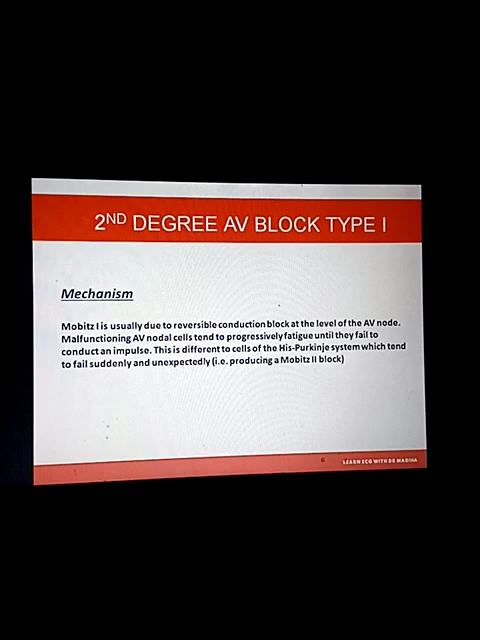 2ND DEGREE AV BLOCK TYPE I
Mechanism
Mobitz I is usually due to reversible conduction block at the level of the AV node.
Malfunctioning AV nodal cells tend to progressively fatigue until they fail to
conduct an impulse. This is different to cells of the His-Purkinje system which tend
to fail suddenly and unexpectedly (i.e. producing a Mobitz II block)
6 LEARN ECG WITH DR MADIHA